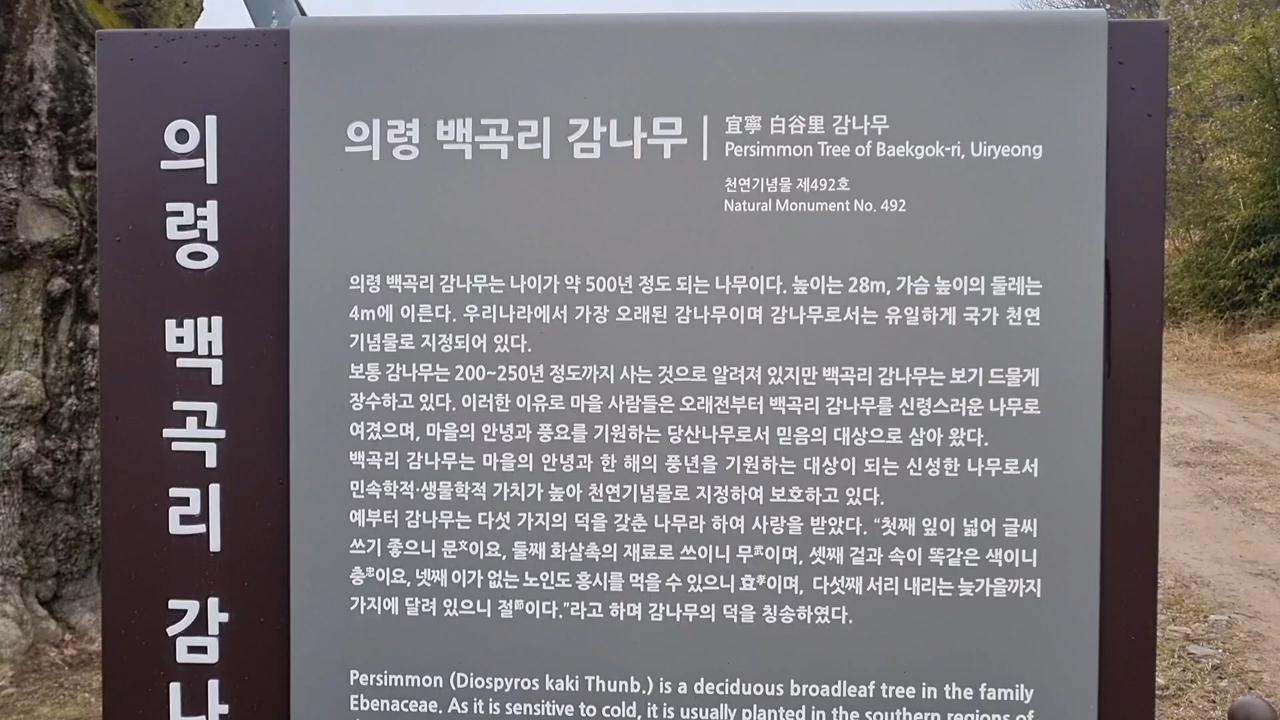 의령 백곡리 감나
의령 백곡리 감나무
宜寧 白谷里 감나무
Persimmon Tree of Baekgok-ri, Uiryeong
천연기념물 제492호
Natural Monument No. 492
의령 백곡리 감나무는 나이가 약 500년 정도 되는 나무이다. 높이는 28m, 가슴 높이의 둘레는
4m에 이른다. 우리나라에서 가장 오래된 감나무이며 감나무로서는 유일하게 국가 천연
기념물로 지정되어 있다.
보통 감나무는 200~250년 정도까지 사는 것으로 알려져 있지만 백곡리 감나무는 보기 드물게
장수하고 있다. 이러한 이유로 마을 사람들은 오래전부터 백곡리 감나무를 신령스러운 나무로
여겼으며, 마을의 안녕과 풍요를 기원하는 당산나무로서 믿음의 대상으로 삼아 왔다.
백곡리 감나무는 마을의 안녕과 한 해의 풍년을 기원하는 대상이 되는 신성한 나무로서
민속학적·생물학적 가치가 높아 천연기념물로 지정하여 보호하고 있다.
예부터 감나무는 다섯 가지의 덕을 갖춘 나무라 하여 사랑을 받았다. “첫째 잎이 넓어 글씨
쓰기 좋으니 문文이요, 둘째 화살촉의 재료로 쓰이니 무武이며, 셋째 겉과 속이 똑같은 색이니
충忠이요, 넷째 이가 없는 노인도 홍시를 먹을 수 있으니 효孝이며, 다섯째 서리 내리는 늦가을까지
가지에 달려 있으니 절節이다.”라고 하며 감나무의 덕을 칭송하였다.
Persimmon (Diospyros kaki Thunb.) is a deciduous broadleaf tree in the family
Ebenaceae. As it is sensitive to cold, it is usually planted in the southern regions of